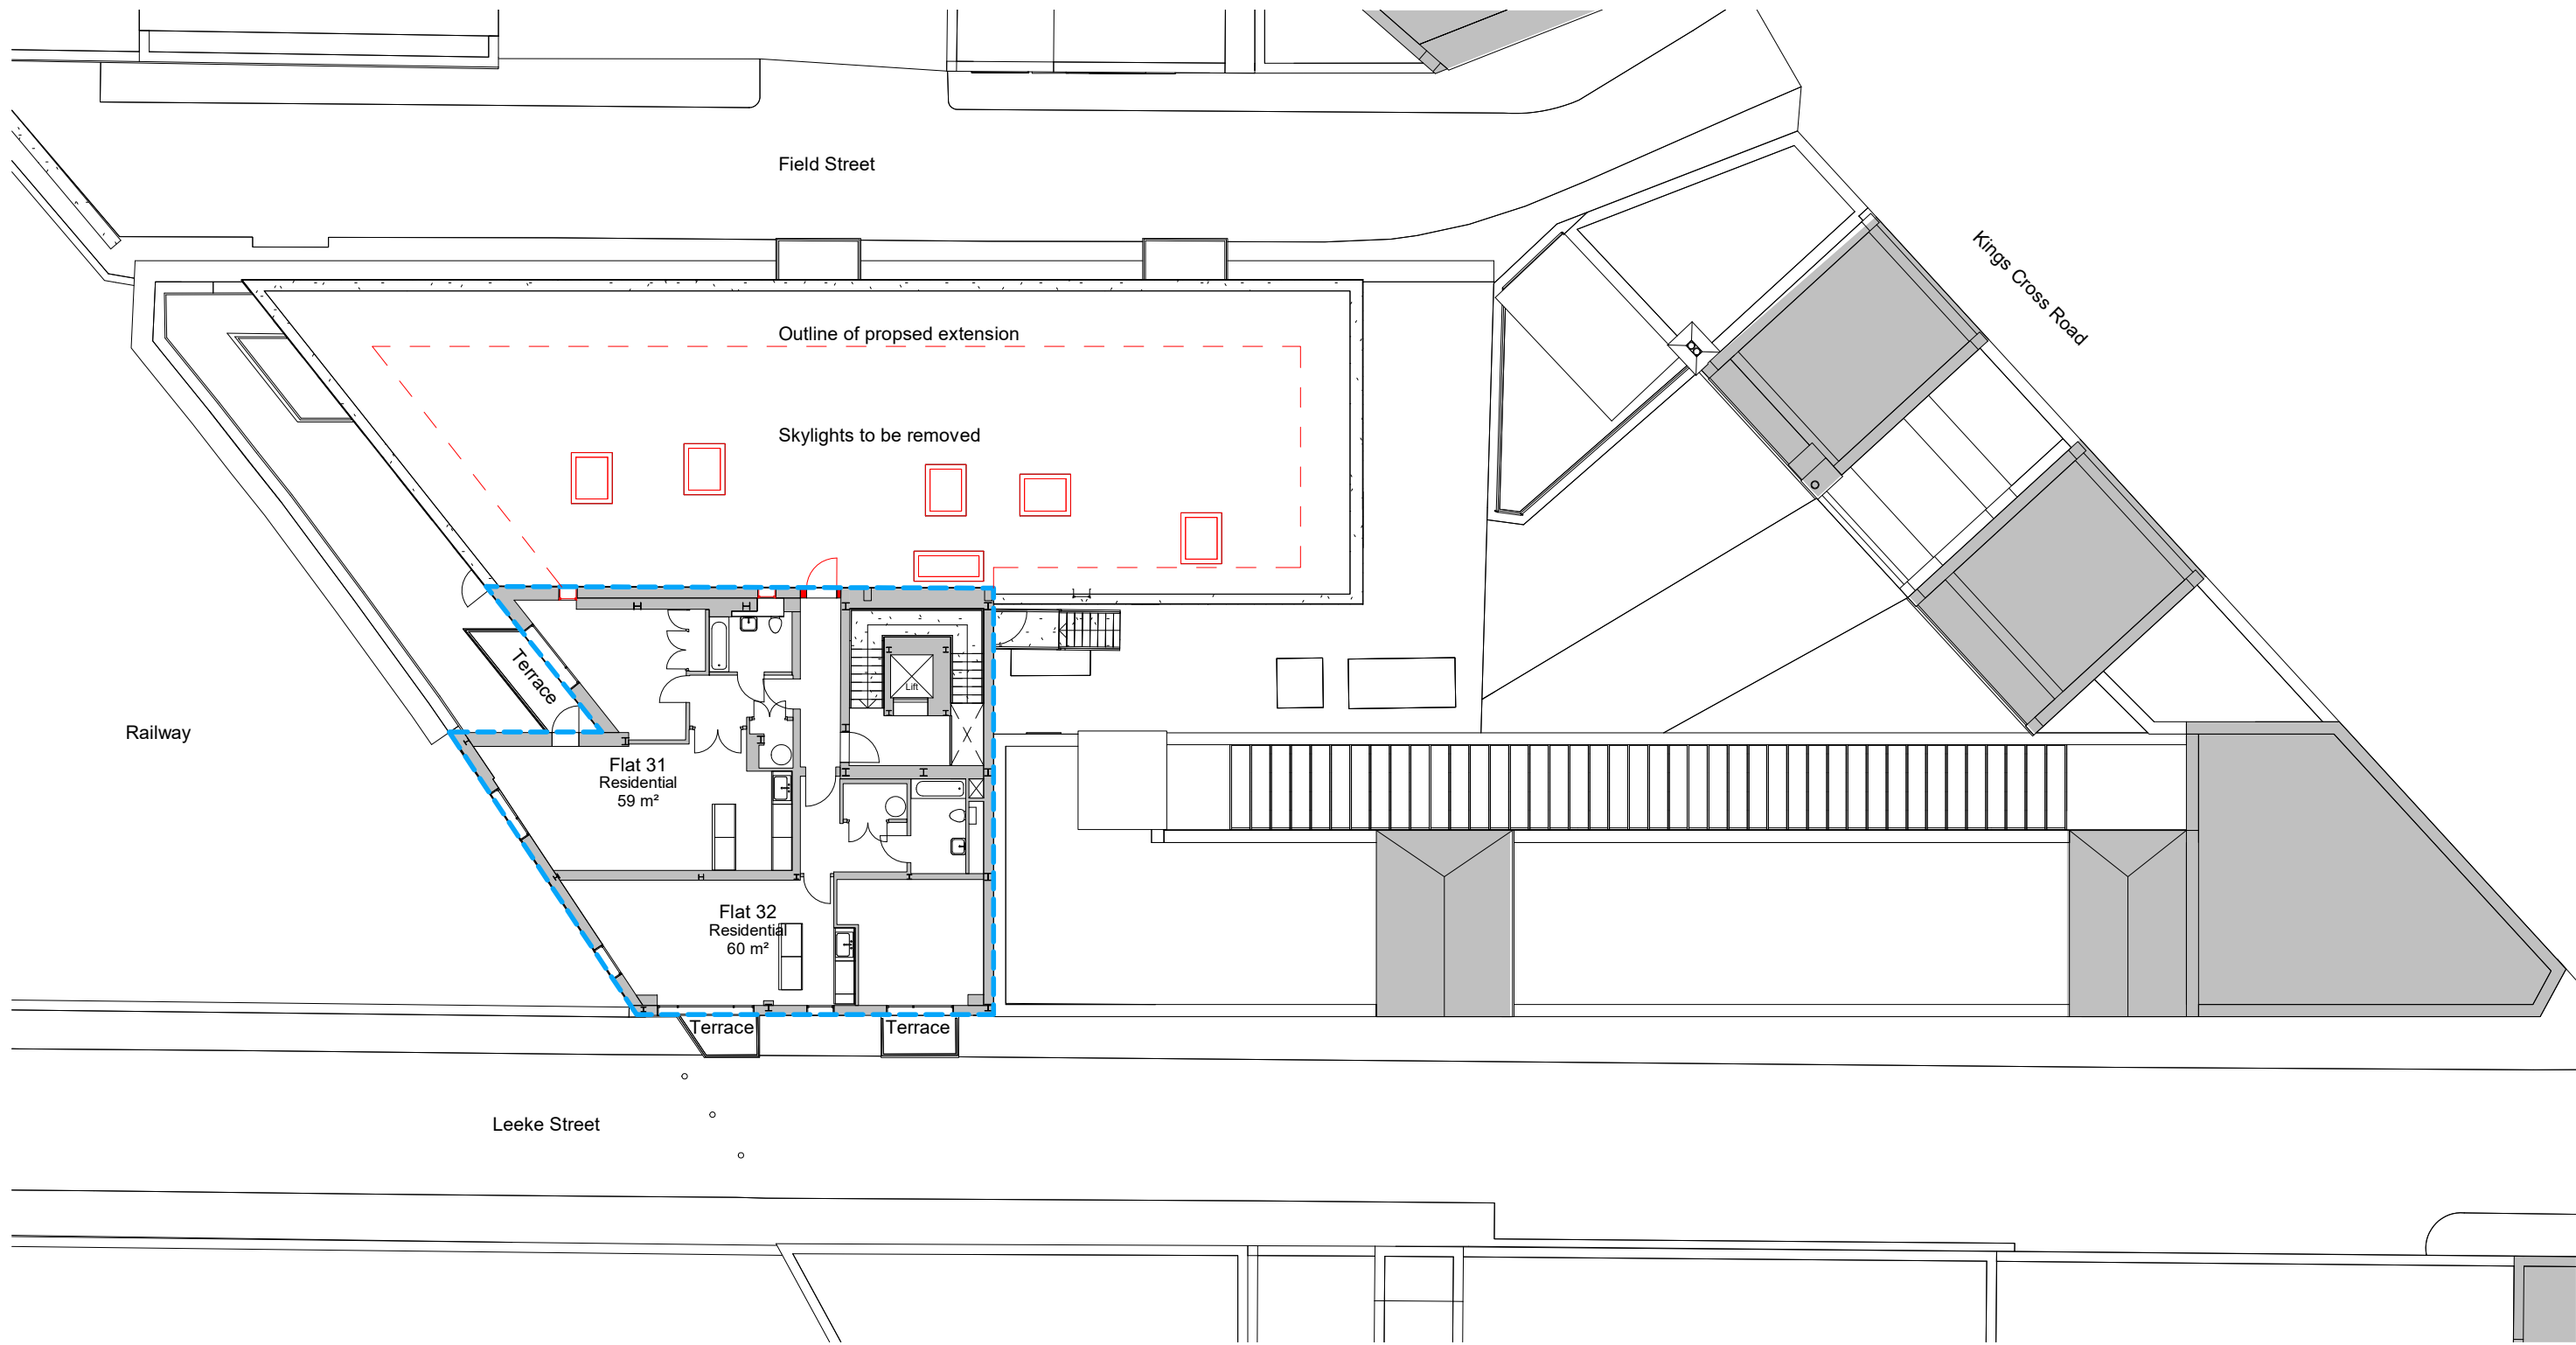 Field Street
Kings Cross Road
Outline of propsed extension
Skylights to be removed
Terrace
Lift
Railway
Flat 31
Residential
59 m²
Flat 32
Residential
60 m²
Terrace
Terrace
Leeke Street